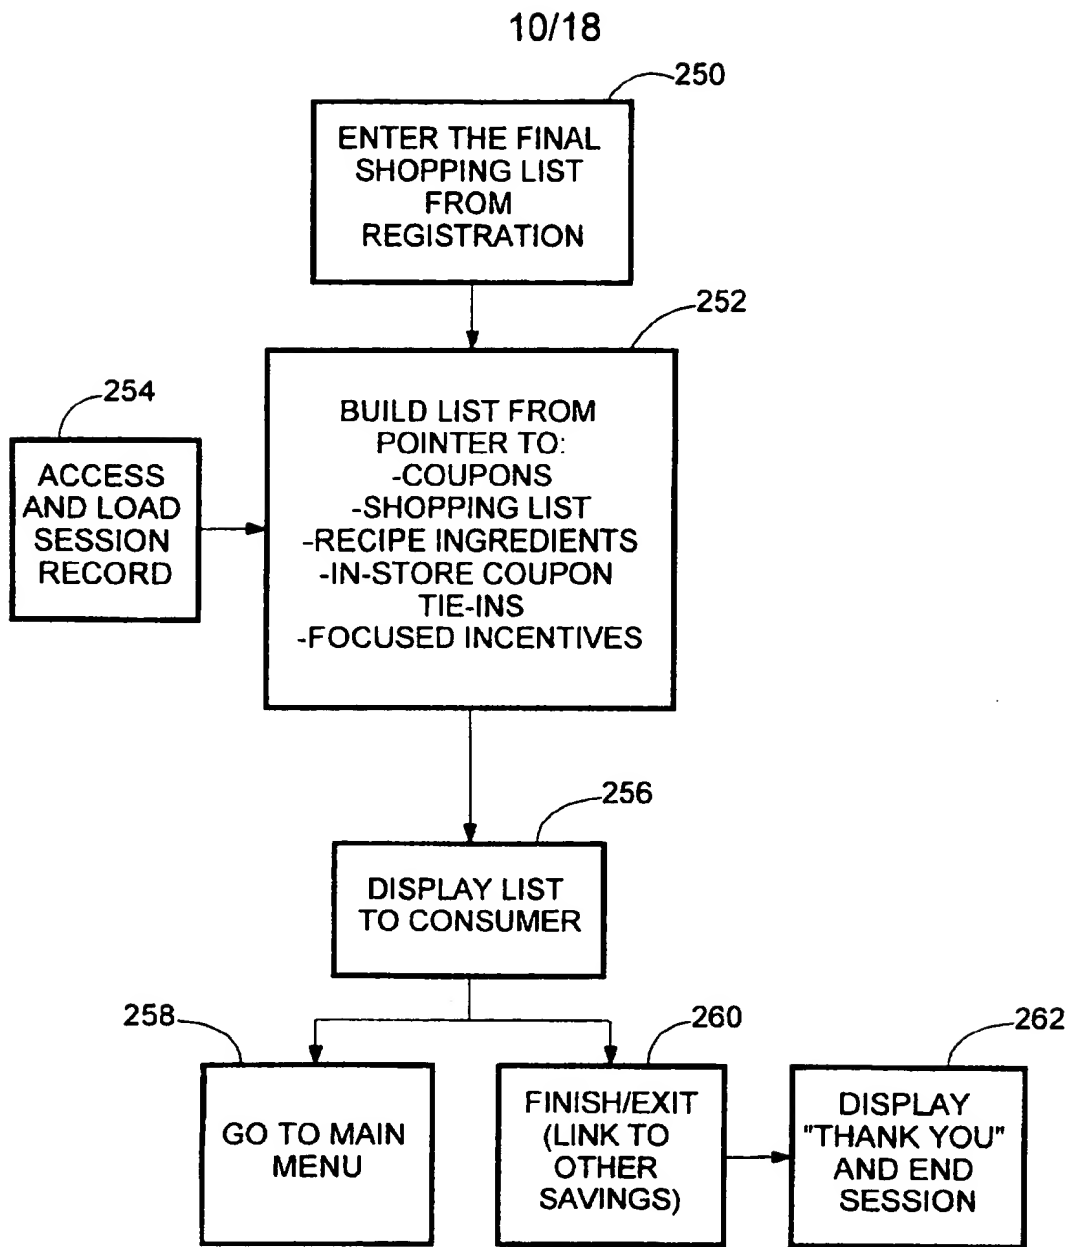 10/18
250
ENTER THE FINAL
SHOPPING LIST
FROM
REGISTRATION
252
254
BUILD LIST FROM
POINTER TO:
-COUPONS
-SHOPPING LIST
-RECIPE INGREDIENTS
-IN-STORE COUPON
TIE-INS
-FOCUSED INCENTIVES
ACCESS
AND LOAD
SESSION
RECORD
256
DISPLAY LIST
TO CONSUMER
258
260
262
GO TO MAIN
MENU
FINISH/EXIT
(LINK TO
OTHER
SAVINGS)
DISPLAY
"THANK YOU"
AND END
SESSION